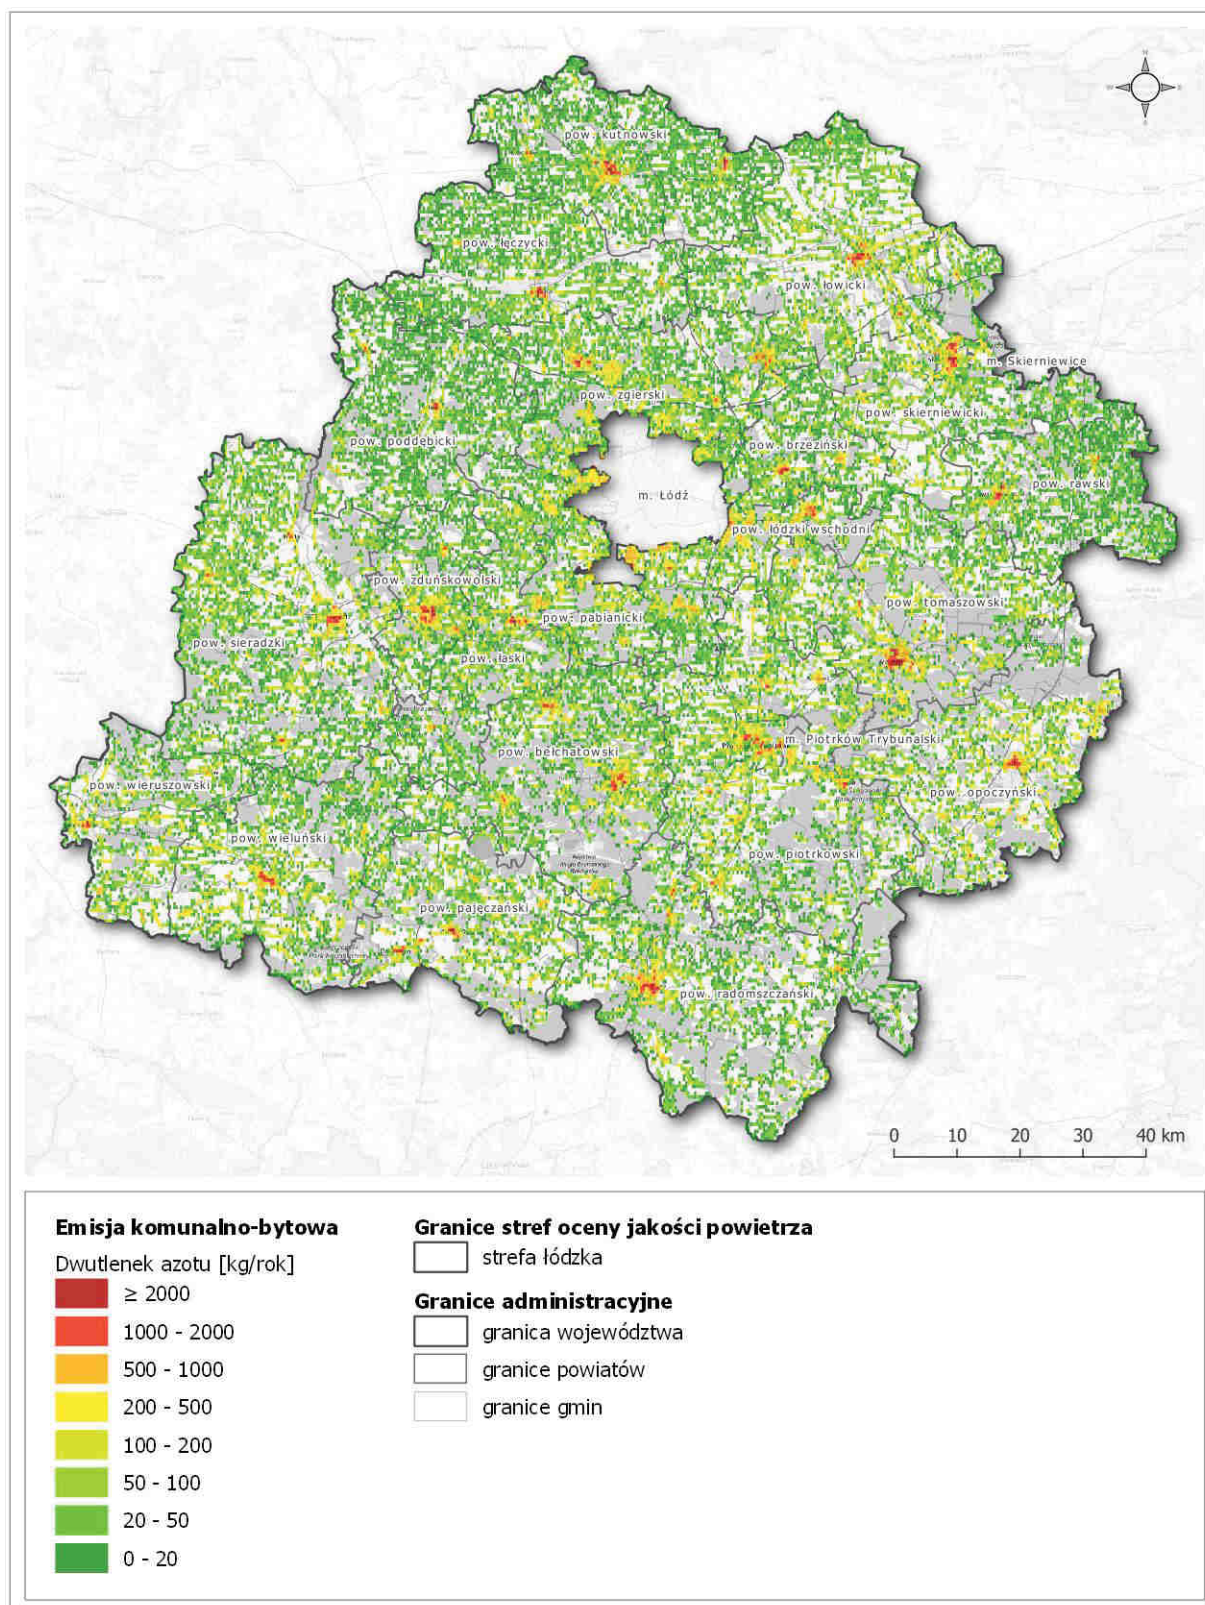 pow. kutnowski
pow. łęczycki
pow. łowicki
m. Skierniewice
pow. zgierski
pow. skierniewicki
pow. poddębicki
pow. brzeziński
pow. rawski
m. Łódź
pow. łódzki wschodni
pow. zduńskowolski
pow. tomaszowski
pow. pabianicki
pow. sieradzki
pow. łaski
m. Piotrków Trybunalski
pow. bełchatowski
pow. wieruszowski
pow. opoczyński
pow. wieluński
pow. piotrkowski
pow. pajęczański
pow. radomszczański
0 10 20 30 40 km
Emisja komunalno-bytowa
Dwutlenek azotu [kg/rok]
≥ 2000
1000 - 2000
500 - 1000
200 - 500
100 - 200
50 - 100
20 - 50
0 - 20
Granice stref oceny jakości powietrza
strefa łódzka
Granice administracyjne
granica województwa
granice powiatów
granice gmin